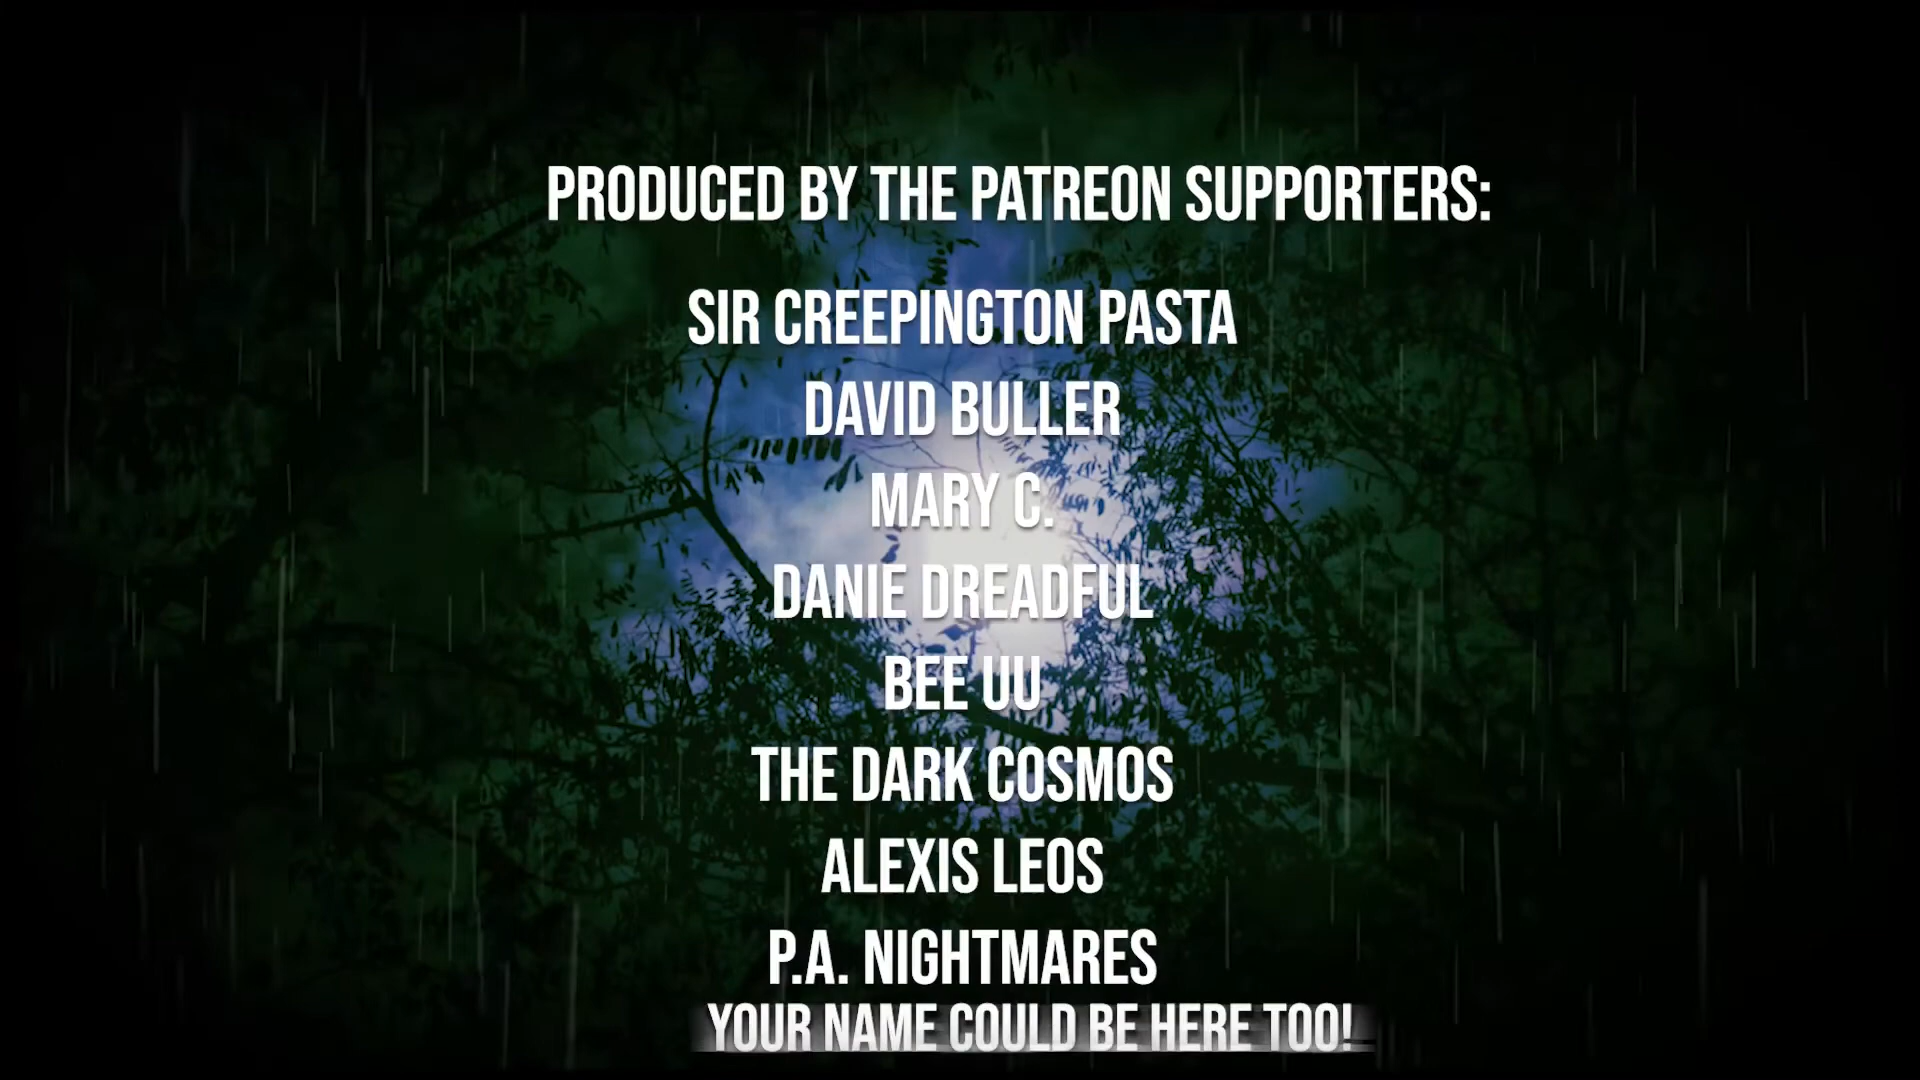 PRODUCED BY THE PATREON SUPPORTERS:
SIR CREEPINGTON PASTA
DAVID BULLER
MARY C.
DANIE DREADFUL
BEE UU
THE DARK COSMOS
ALEXIS LEOS
P.A. NIGHTMARES
YOUR NAME COULD BE HERE TOO!